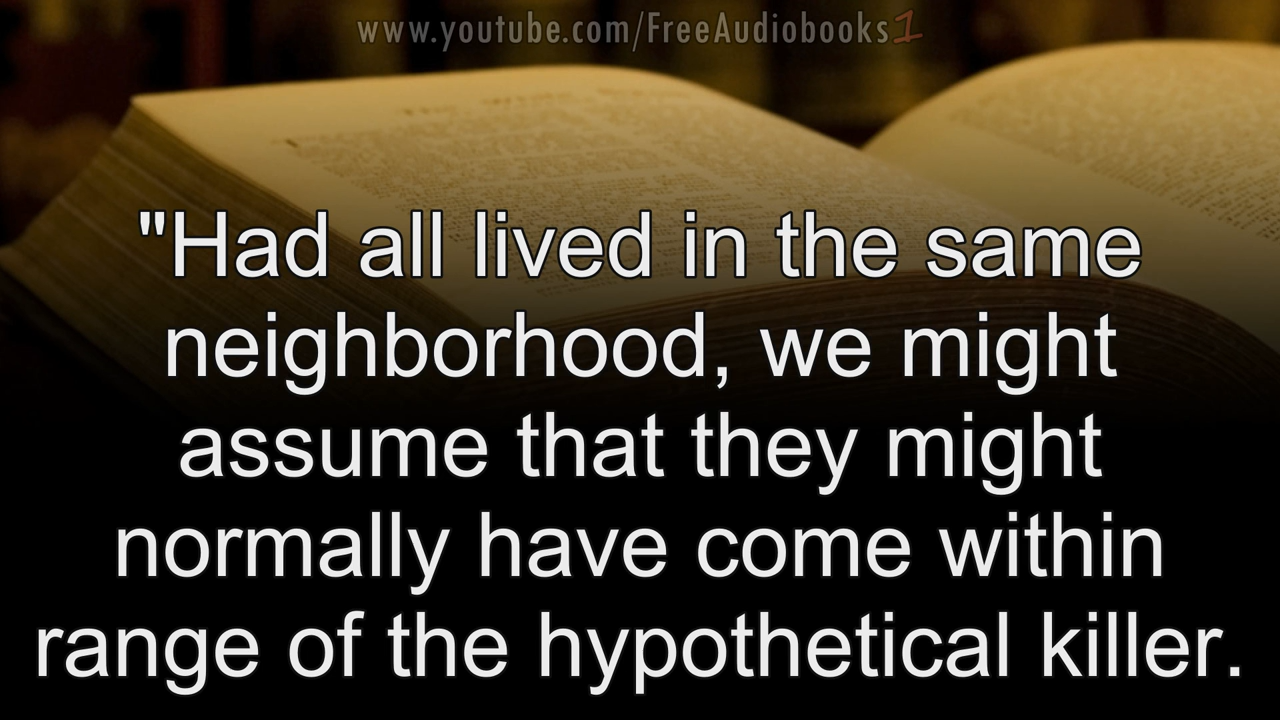 www.youtube.com/FreeAudiobooks1
"Had all lived in the same
neighborhood, we might
assume that they might
normally have come within
range of the hypothetical killer.